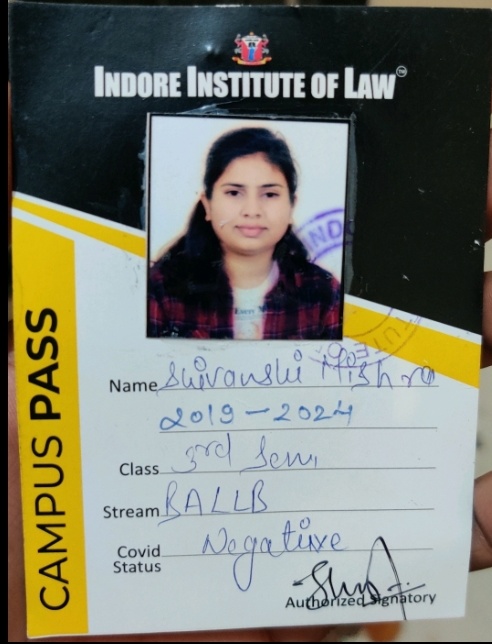 INDORE INSTITUTE OF LAW
CAMPUS PASS
Name Shivanshi Mishra
2019-2024
Class 3rd Sem
Stream BALLB
Covid Status Negative
Authorized Signatory